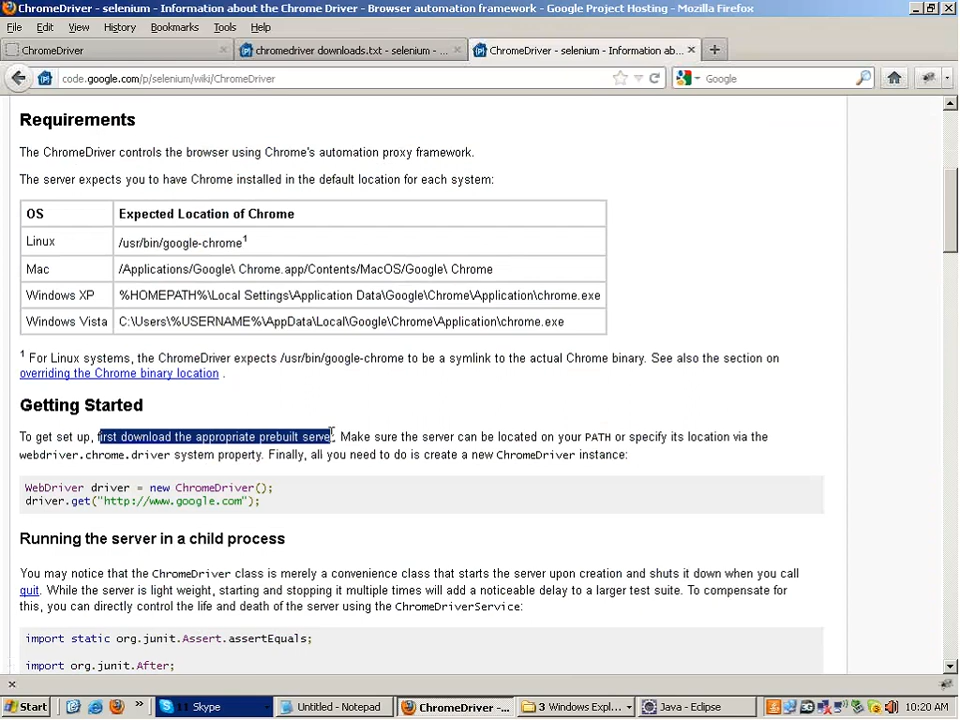 ChromeDriver - selenium - Information about the Chrome Driver - Browser automation framework - Google Project Hosting - Mozilla Firefox
File Edit View History Bookmarks Tools Help
ChromeDriver
chromedriver downloads.txt - selenium - ...
ChromeDriver - selenium - Information ab...
code.google.com/p/selenium/wiki/ChromeDriver
Google
Requirements
The ChromeDriver controls the browser using Chrome's automation proxy framework.
The server expects you to have Chrome installed in the default location for each system:
OS Expected Location of Chrome
Linux /usr/bin/google-chrome1
Mac /Applications/Google\ Chrome.app/Contents/MacOS/Google\ Chrome
Windows XP %HOMEPATH%\Local Settings\Application Data\Google\Chrome\Application\chrome.exe
Windows Vista C:\Users\%USERNAME%\AppData\Local\Google\Chrome\Application\chrome.exe
1 For Linux systems, the ChromeDriver expects /usr/bin/google-chrome to be a symlink to the actual Chrome binary. See also the section on
overriding the Chrome binary location .
Getting Started
To get set up, first download the appropriate prebuilt server. Make sure the server can be located on your PATH or specify its location via the
webdriver.chrome.driver system property. Finally, all you need to do is create a new ChromeDriver instance:
WebDriver driver = new ChromeDriver();
driver.get("http://www.google.com");
Running the server in a child process
You may notice that the ChromeDriver class is merely a convenience class that starts the server upon creation and shuts it down when you call
quit. While the server is light weight, starting and stopping it multiple times will add a noticeable delay to a larger test suite. To compensate for
this, you can directly control the life and death of the server using the ChromeDriverService:
import static org.junit.Assert.assertEquals;
import org.junit.After;
Start
»
11 Skype
Untitled - Notepad
ChromeDriver -...
3 Windows Expl...
Java - Eclipse
10:20 AM